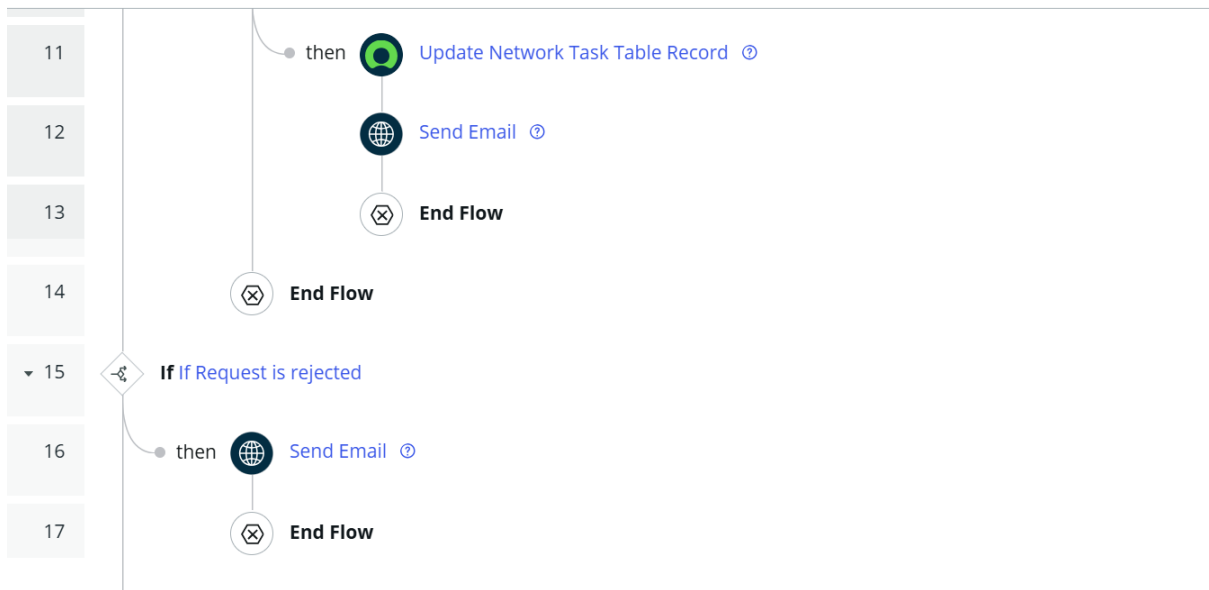 11 then Update Network Task Table Record ?
12 Send Email ?
13 End Flow
14 End Flow
15 If If Request is rejected
16 then Send Email ?
17 End Flow